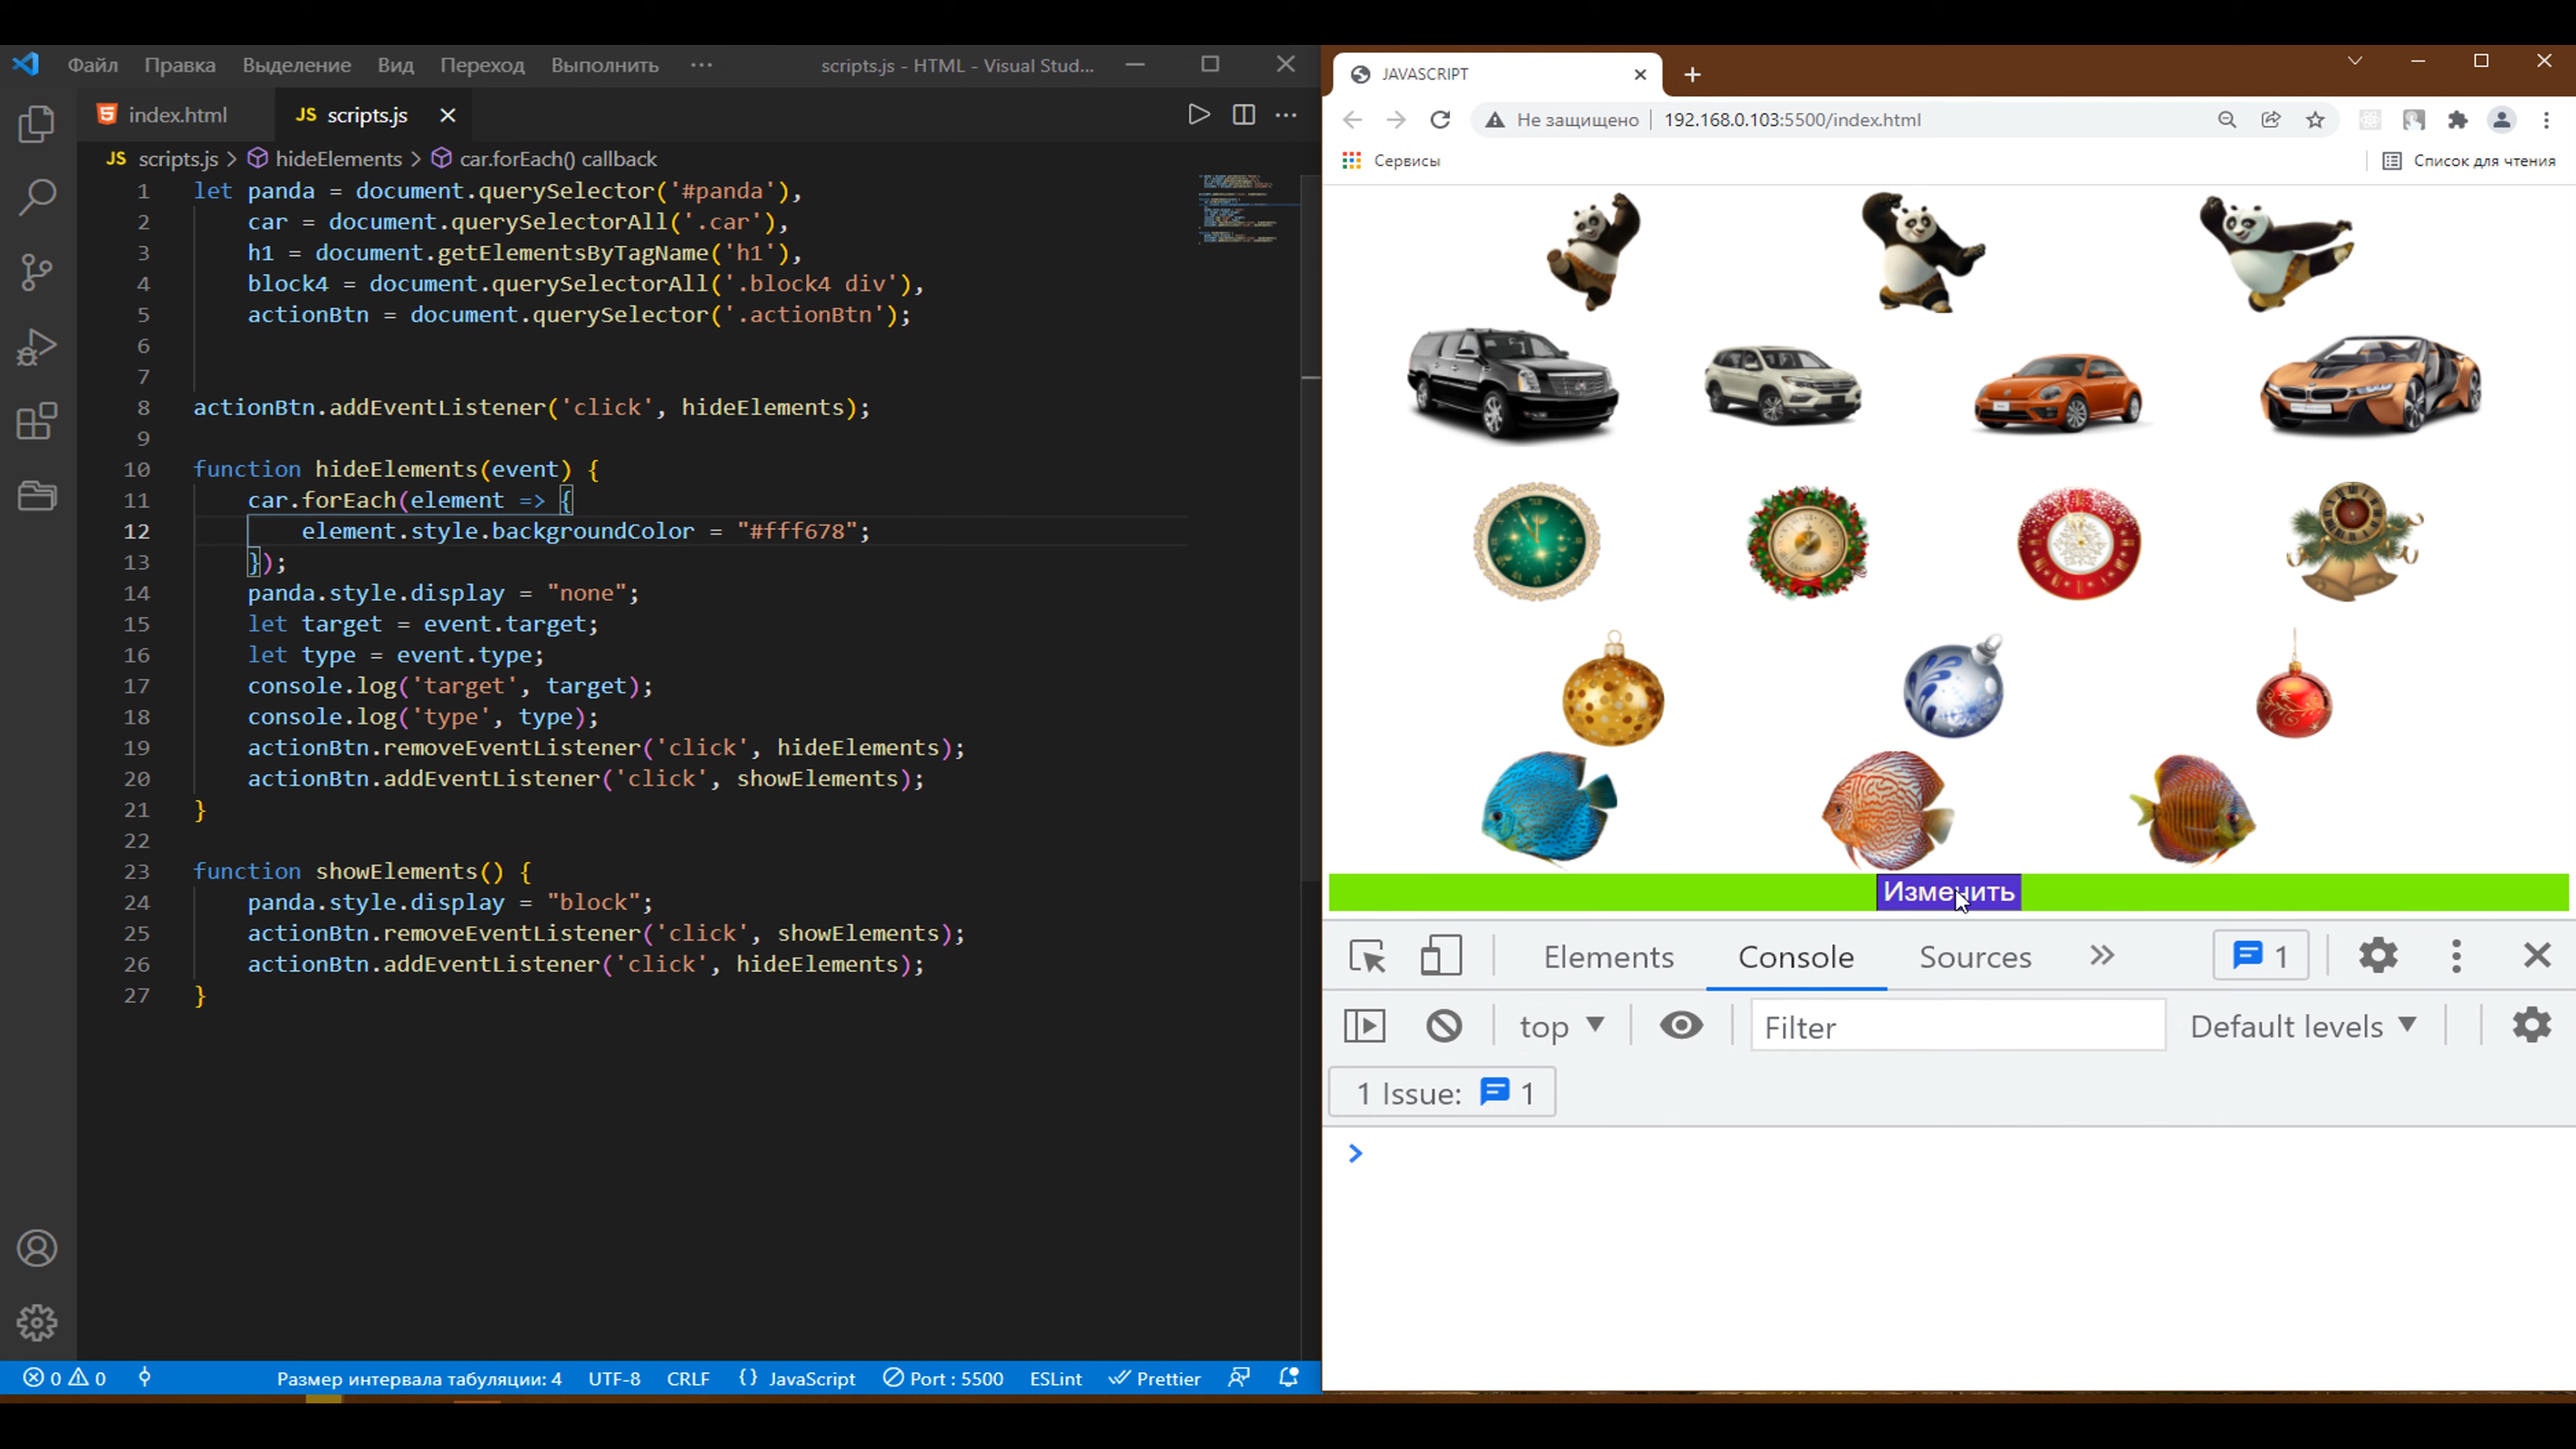 Файл Правка Выделение Вид Переход Выполнить ··· scripts.js - HTML - Visual Stud...
index.html JS scripts.js
JS scripts.js > hideElements > car.forEach() callback
1 let panda = document.querySelector('#panda'),
2 car = document.querySelectorAll('.car'),
3 h1 = document.getElementsByTagName('h1'),
4 block4 = document.querySelectorAll('.block4 div'),
5 actionBtn = document.querySelector('.actionBtn');
6
7
8 actionBtn.addEventListener('click', hideElements);
9
10 function hideElements(event) {
11 car.forEach(element => {
12 element.style.backgroundColor = "#fff678";
13 });
14 panda.style.display = "none";
15 let target = event.target;
16 let type = event.type;
17 console.log('target', target);
18 console.log('type', type);
19 actionBtn.removeEventListener('click', hideElements);
20 actionBtn.addEventListener('click', showElements);
21 }
22
23 function showElements() {
24 panda.style.display = "block";
25 actionBtn.removeEventListener('click', showElements);
26 actionBtn.addEventListener('click', hideElements);
27 }
0 0 Размер интервала табуляции: 4 UTF-8 CRLF {} JavaScript Port : 5500 ESLint Prettier
JAVASCRIPT
Не защищено 192.168.0.103:5500/index.html
Сервисы Список для чтения
Изменить
Elements Console Sources 1
top Filter Default levels
1 Issue: 1